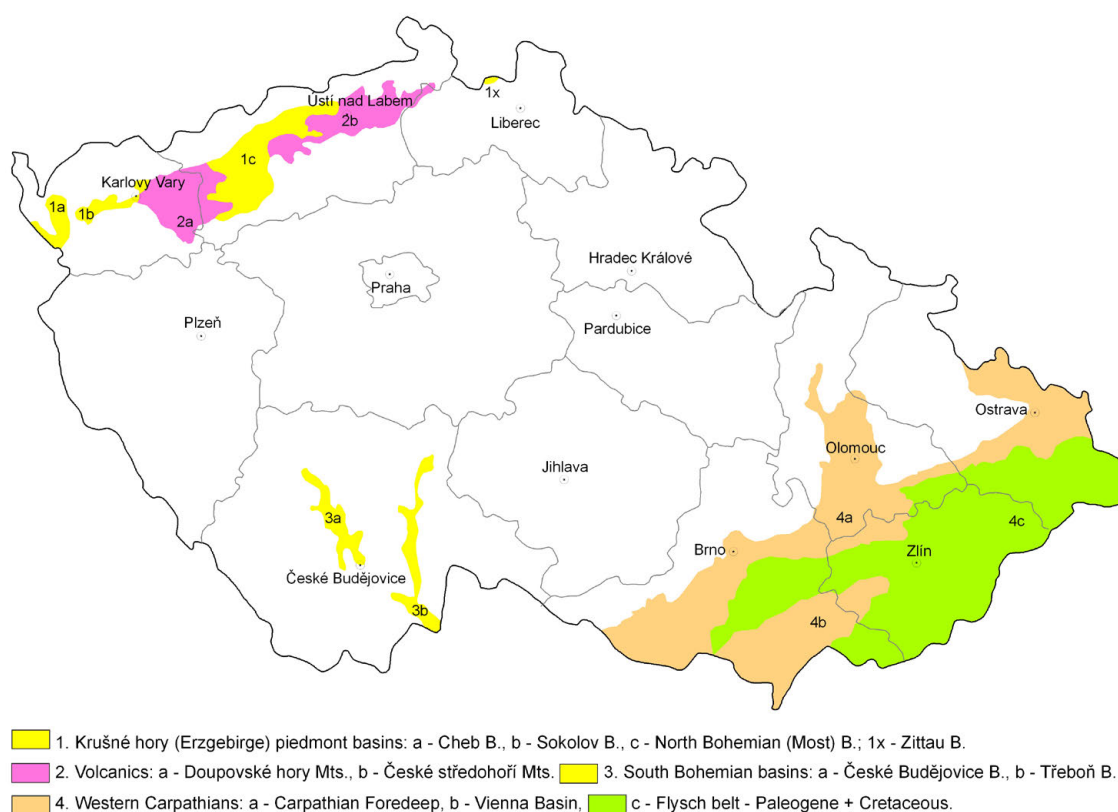 1x
Ústí nad Labem
2b
Liberec
1c
Karlovy Vary
1a
1b
2a
Hradec Králové
Praha
Pardubice
Plzeň
Ostrava
Olomouc
Jihlava
3a
4a
4c
Brno
Zlín
České Budějovice
3b
4b
1. Krušné hory (Erzgebirge) piedmont basins: a - Cheb B., b - Sokolov B., c - North Bohemian (Most) B.; 1x - Zittau B.
2. Volcanics: a - Doupovské hory Mts., b - České středohoří Mts. 3. South Bohemian basins: a - České Budějovice B., b - Třeboň B.
4. Western Carpathians: a - Carpathian Foredeep, b - Vienna Basin, c - Flysch belt - Paleogene + Cretaceous.